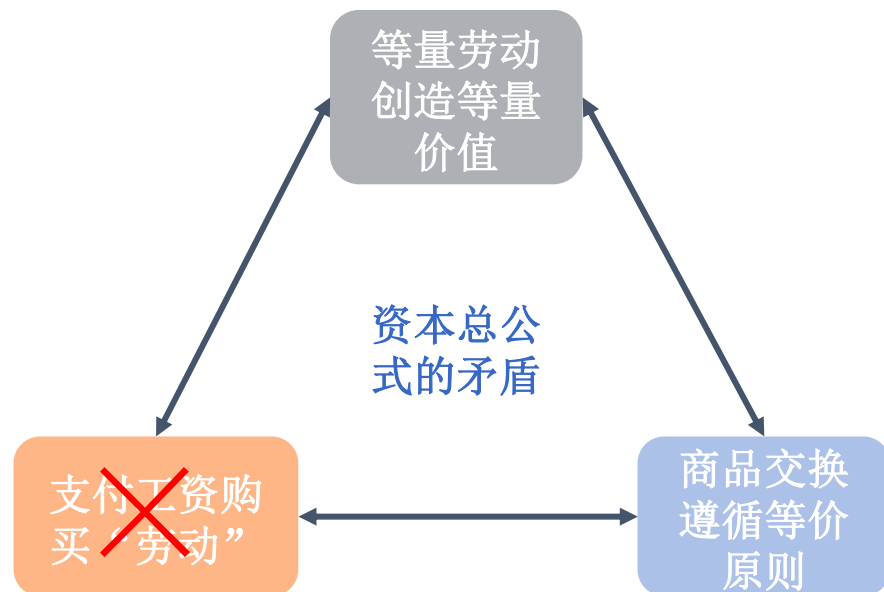 等量劳动
创造等量
价值
资本总公
式的矛盾
支付工资购
买“劳动”
商品交换
遵循等价
原则